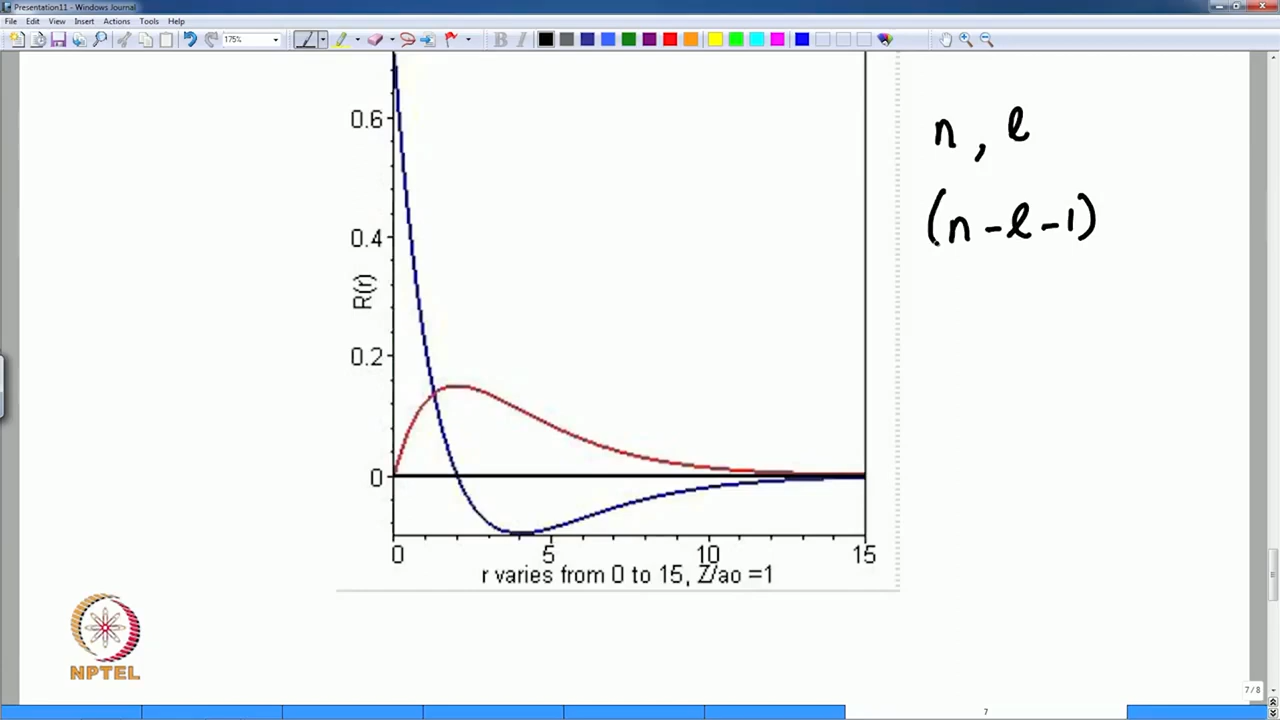 Presentation11 - Windows Journal
File Edit View Insert Actions Tools Help
175%
B I
0.6
n , l
(n-l-1)
0.4
R(r)
0.2
0
0 5 10 15
r varies from 0 to 15, Z/ao =1
NPTEL
7 / 8
7